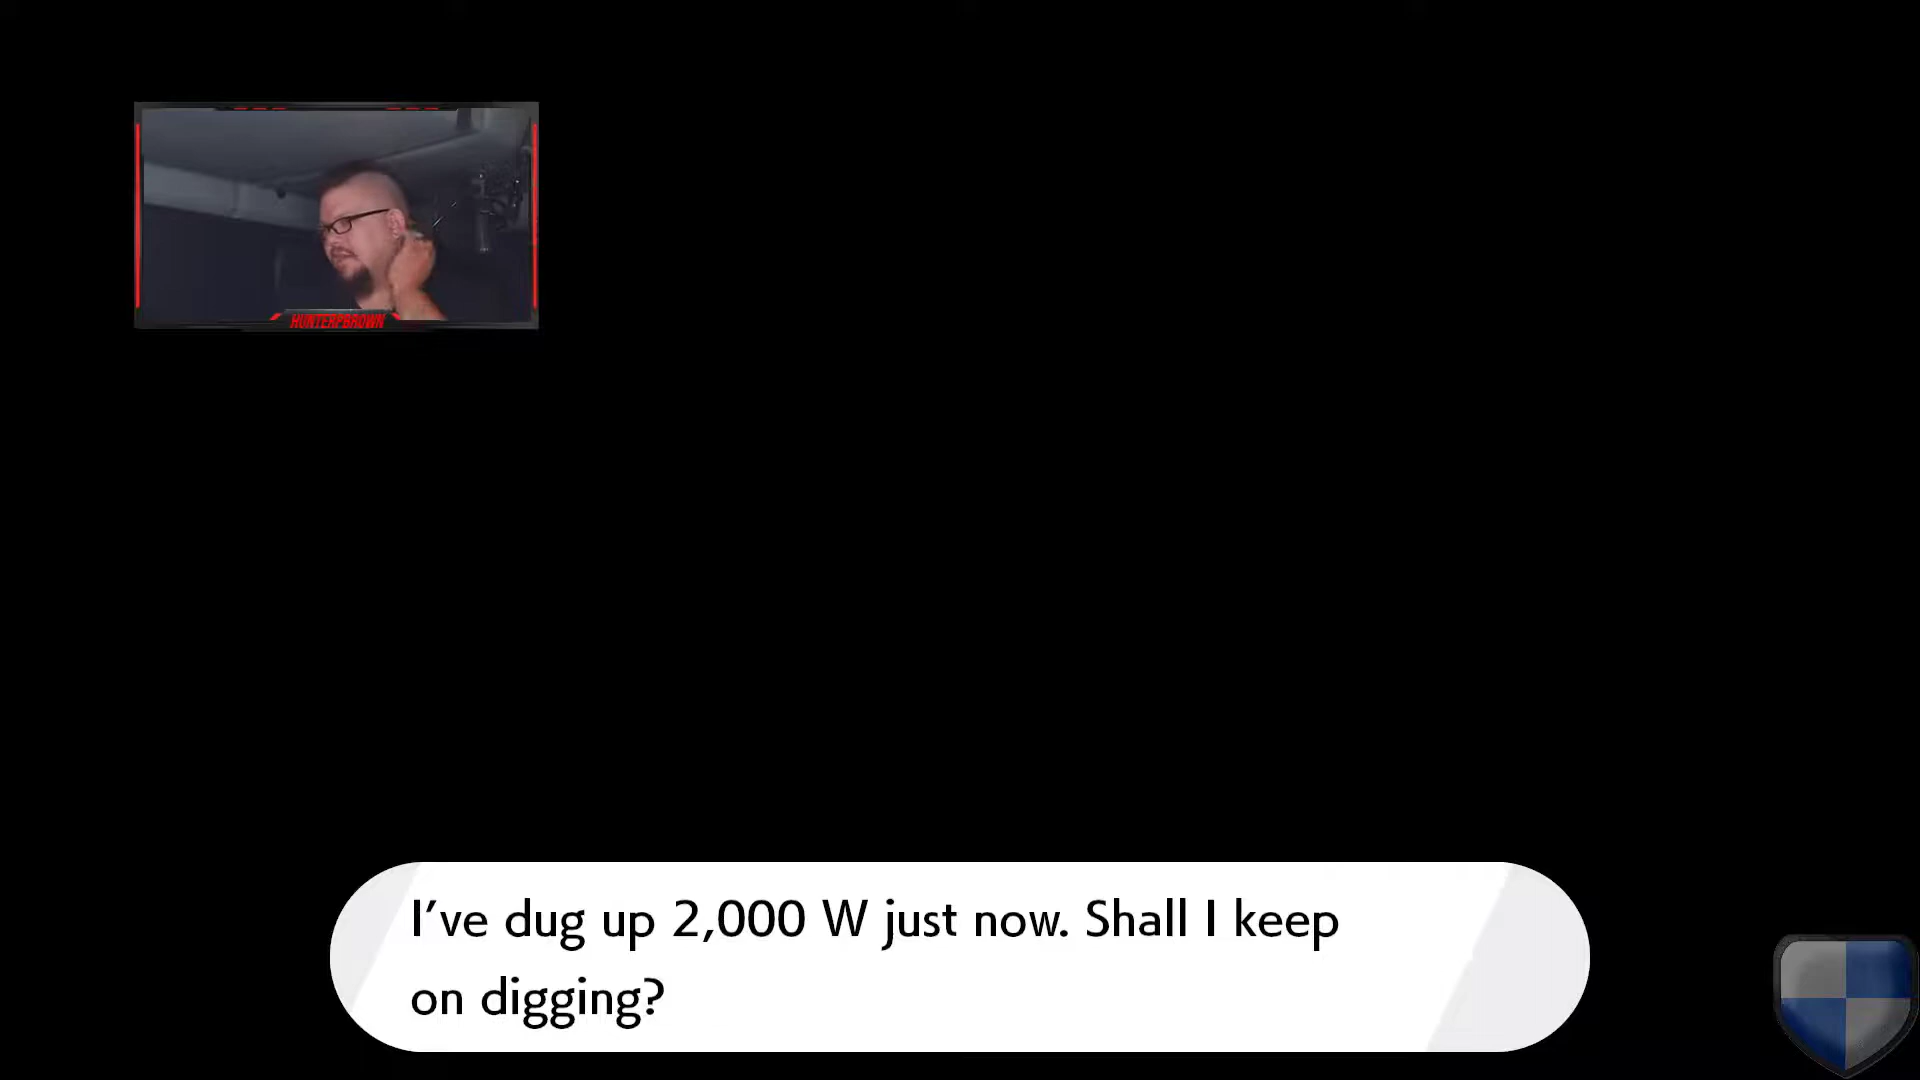 HUNTERPBROWN
I've dug up 2,000 W just now. Shall I keep
on digging?